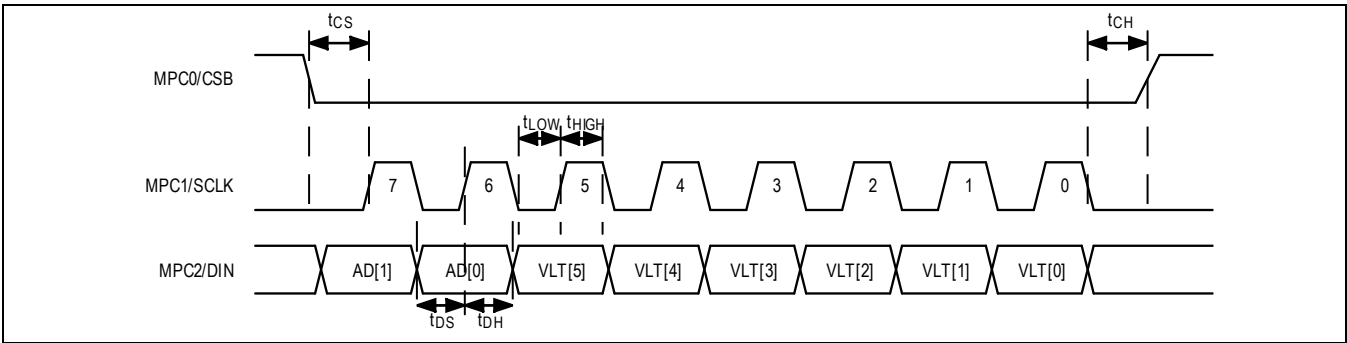 tCS tCH
MPC0/CSB
tLOW tHIGH
MPC1/SCLK 7 6 5 4 3 2 1 0
MPC2/DIN AD[1] AD[0] VLT[5] VLT[4] VLT[3] VLT[2] VLT[1] VLT[0]
tDS tDH